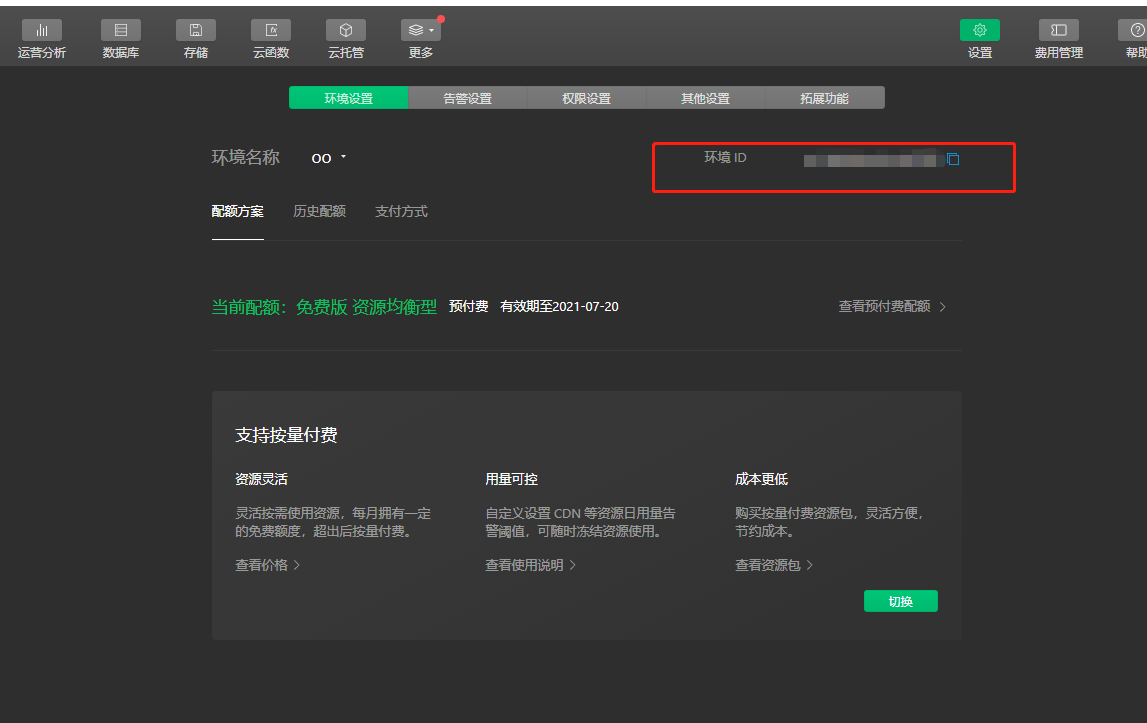 运营分析 数据库 存储 云函数 云托管 更多 设置 费用管理 帮助
环境设置 告警设置 权限设置 其他设置 拓展功能
环境名称 oo 环境 ID
配额方案 历史配额 支付方式
当前配额：免费版 资源均衡型 预付费 有效期至2021-07-20 查看预付费配额
支持按量付费
资源灵活
灵活按需使用资源，每月拥有一定
的免费额度，超出后按量付费。
查看价格
用量可控
自定义设置 CDN 等资源日用量告
警阈值，可随时冻结资源使用。
查看使用说明
成本更低
购买按量付费资源包，灵活方便，
节约成本。
查看资源包
切换